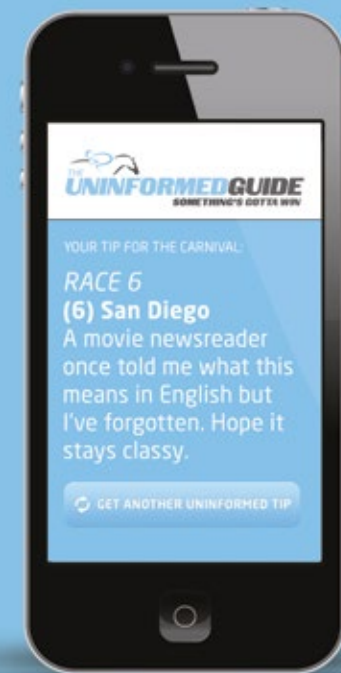 THE
UNINFORMEDGUIDE
SOMETHING'S GOTTA WIN
YOUR TIP FOR THE CARNIVAL:
RACE 6
(6) San Diego
A movie newsreader
once told me what this
means in English but
I've forgotten. Hope it
stays classy.
GET ANOTHER UNINFORMED TIP